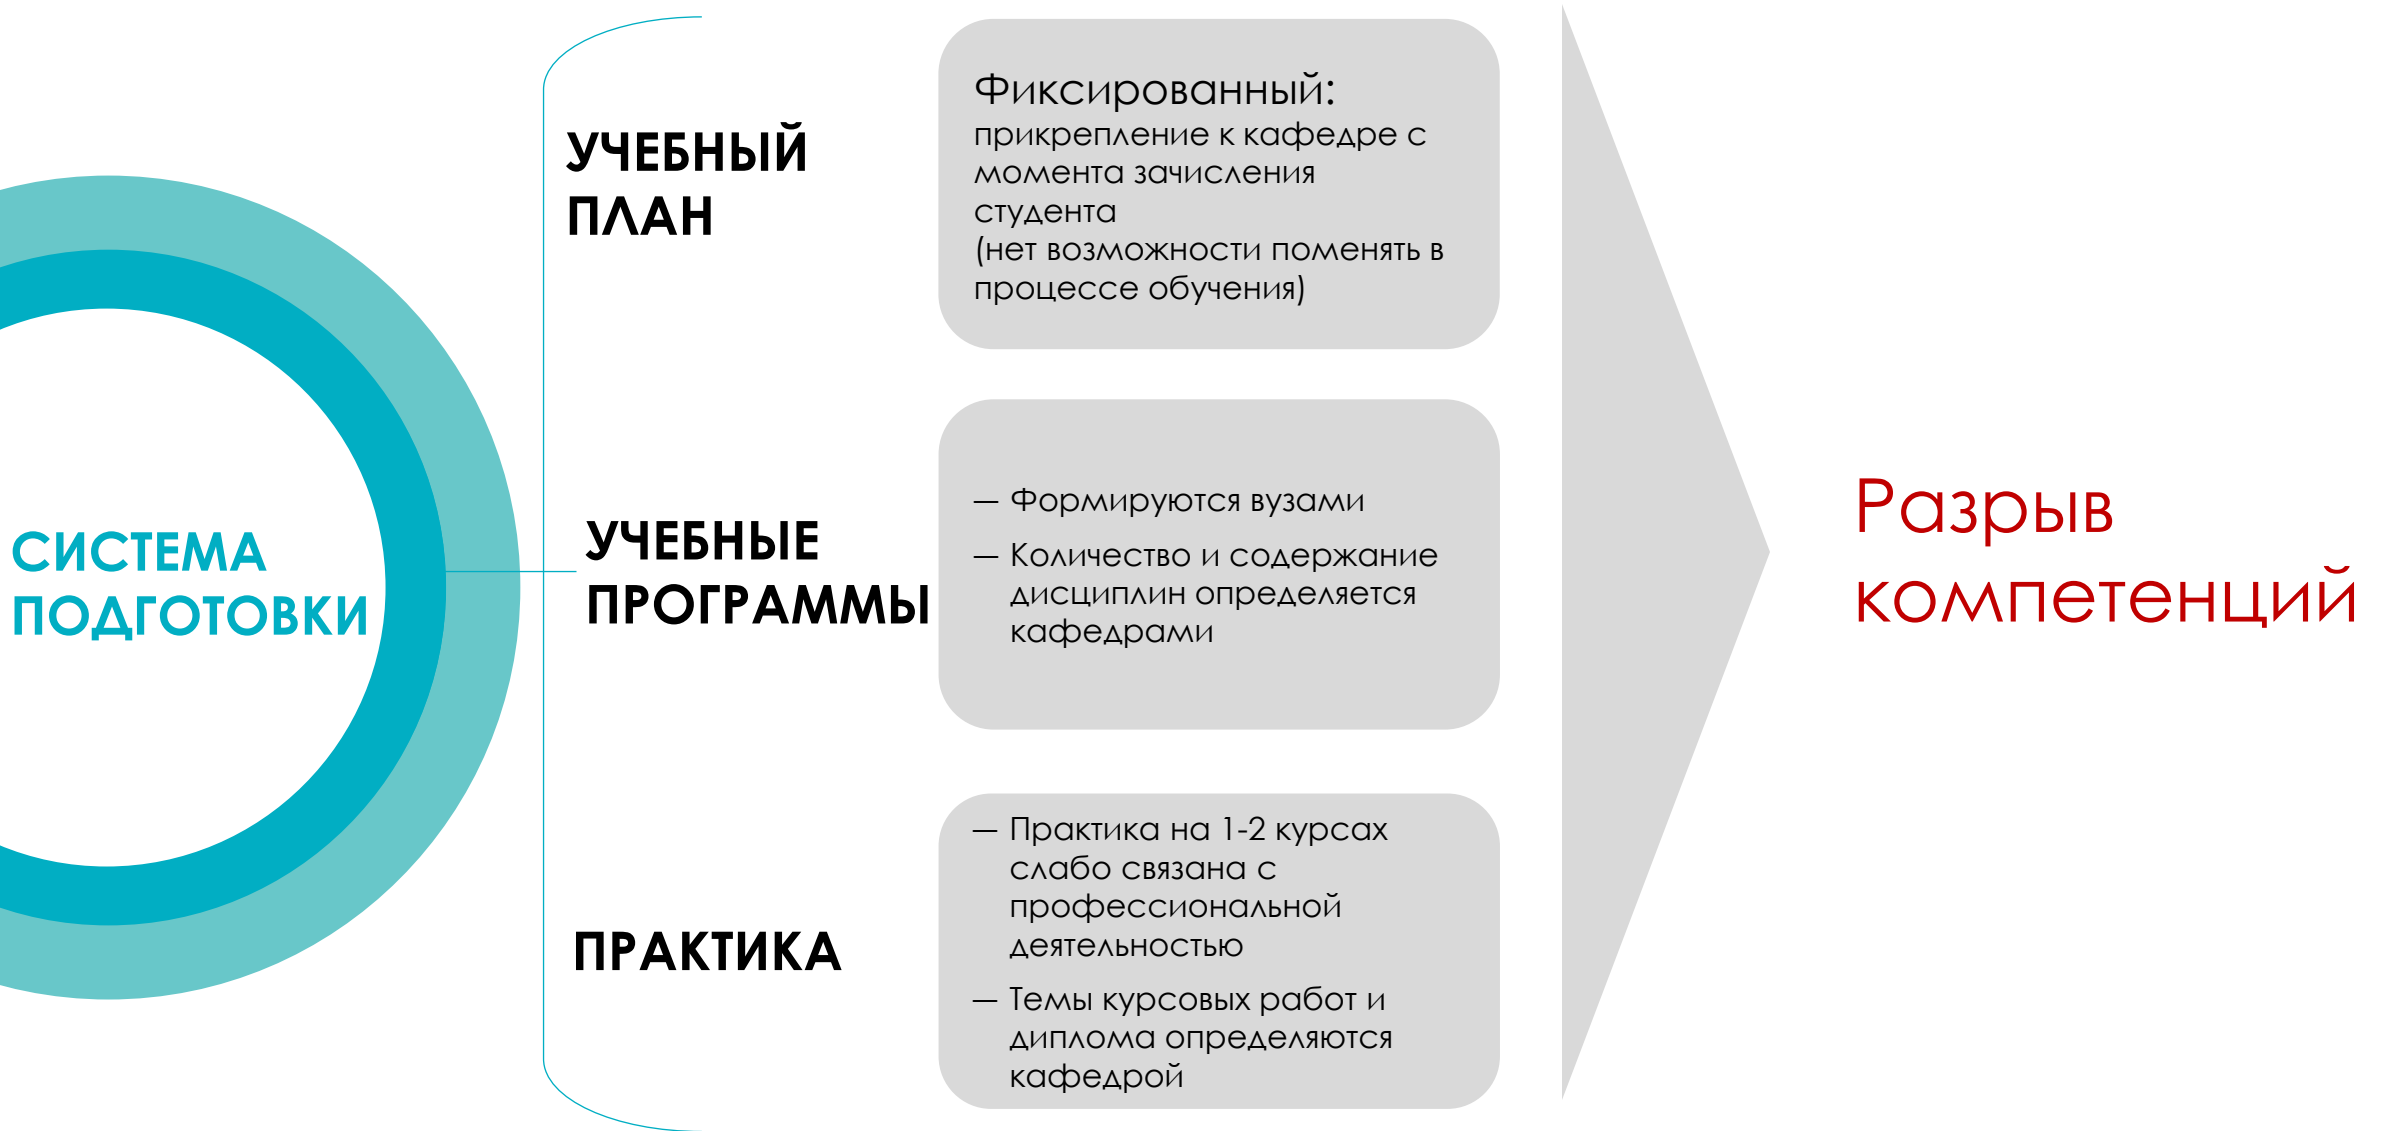 СИСТЕМА
ПОДГОТОВКИ
УЧЕБНЫЙ
ПЛАН
Фиксированный:
прикрепление к кафедре с
момента зачисления
студента
(нет возможности поменять в
процессе обучения)
УЧЕБНЫЕ
ПРОГРАММЫ
— Формируются вузами
— Количество и содержание
дисциплин определяется
кафедрами
ПРАКТИКА
— Практика на 1-2 курсах
слабо связана с
профессиональной
деятельностью
— Темы курсовых работ и
диплома определяются
кафедрой
Разрыв
компетенций